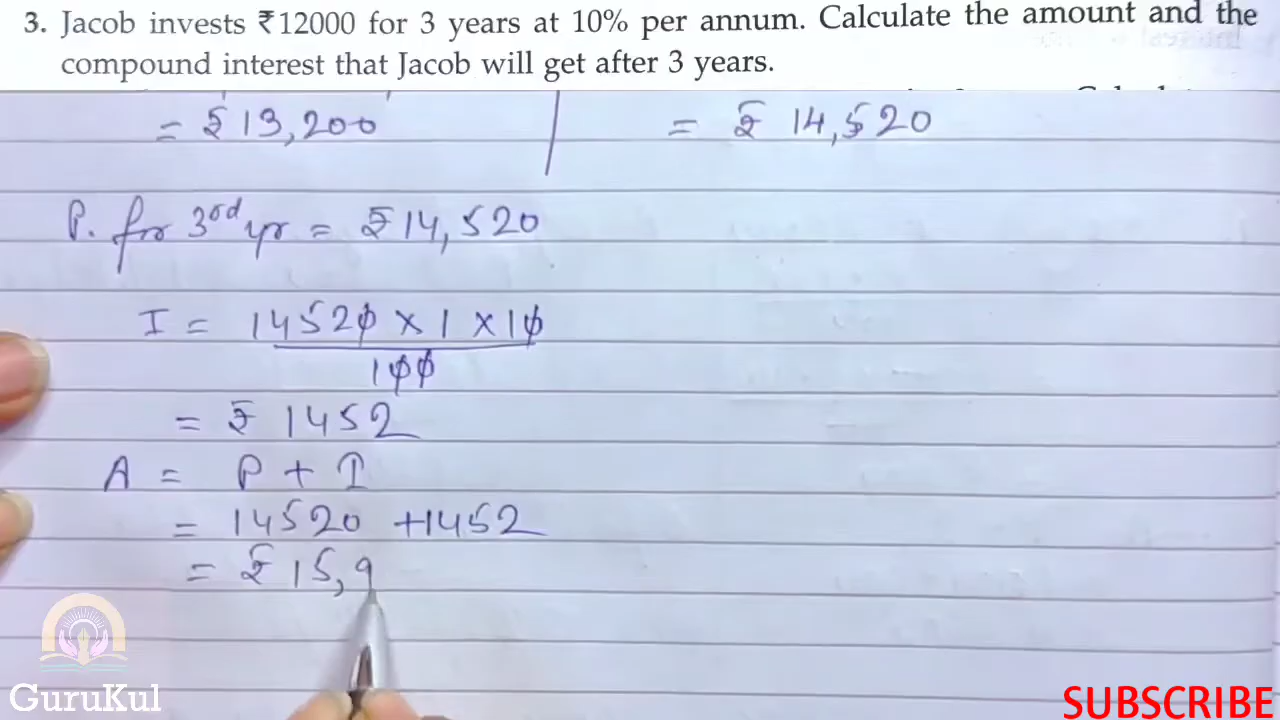 3. Jacob invests ₹12000 for 3 years at 10% per annum. Calculate the amount and the
compound interest that Jacob will get after 3 years.
= ₹ 13,200
= ₹ 14,520
P. for 3rd yr = ₹ 14,520
I = 14520 × 1 × 10
100
= ₹ 1452
A = P + I
= 14520 + 1452
= ₹ 15,9
GuruKul
SUBSCRIBE